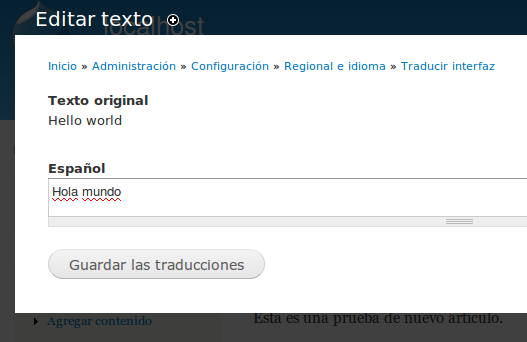 localhost
Editar texto
Inicio » Administración » Configuración » Regional e idioma » Traducir interfaz
Texto original
Hello world
Español
Hola mundo
Guardar las traducciones
Agregar contenido
Esta es una prueba de nuevo artículo.